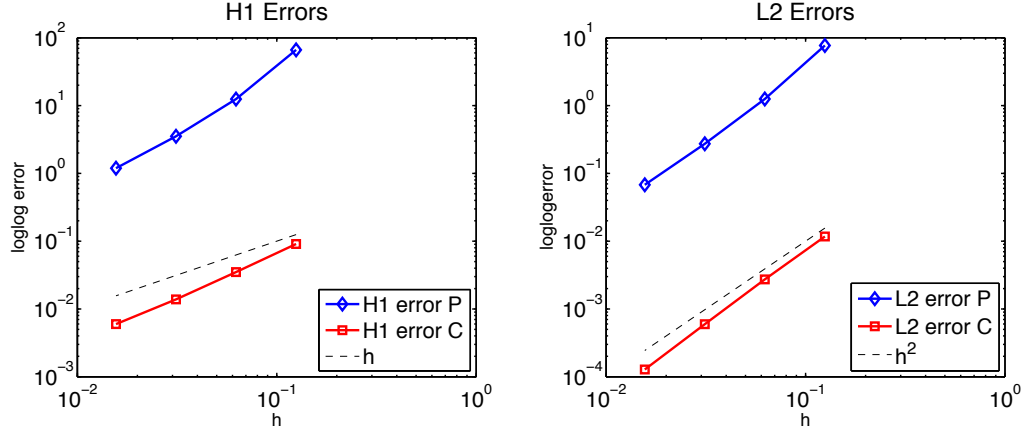 H1 Errors
10^2
10^1
10^0
10^-1
10^-2
10^-3
loglog error
H1 error P
H1 error C
h
10^-2
10^-1
10^0
h
L2 Errors
10^1
10^0
10^-1
10^-2
10^-3
10^-4
loglogerror
L2 error P
L2 error C
h^2
10^-2
10^-1
10^0
h